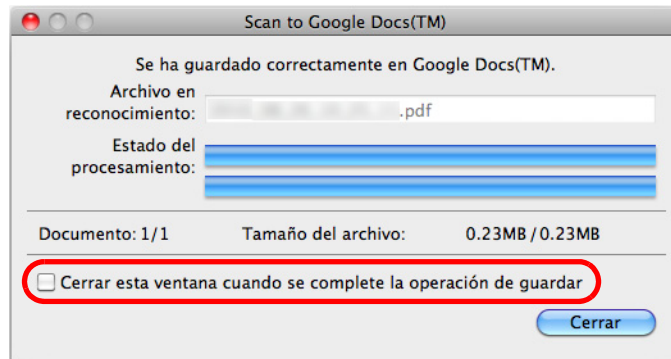 Scan to Google Docs(TM)
Se ha guardado correctamente en Google Docs(TM).
Archivo en
reconocimiento:
.pdf
Estado del
procesamiento:
Documento: 1/1 Tamaño del archivo: 0.23MB / 0.23MB
Cerrar esta ventana cuando se complete la operación de guardar
Cerrar